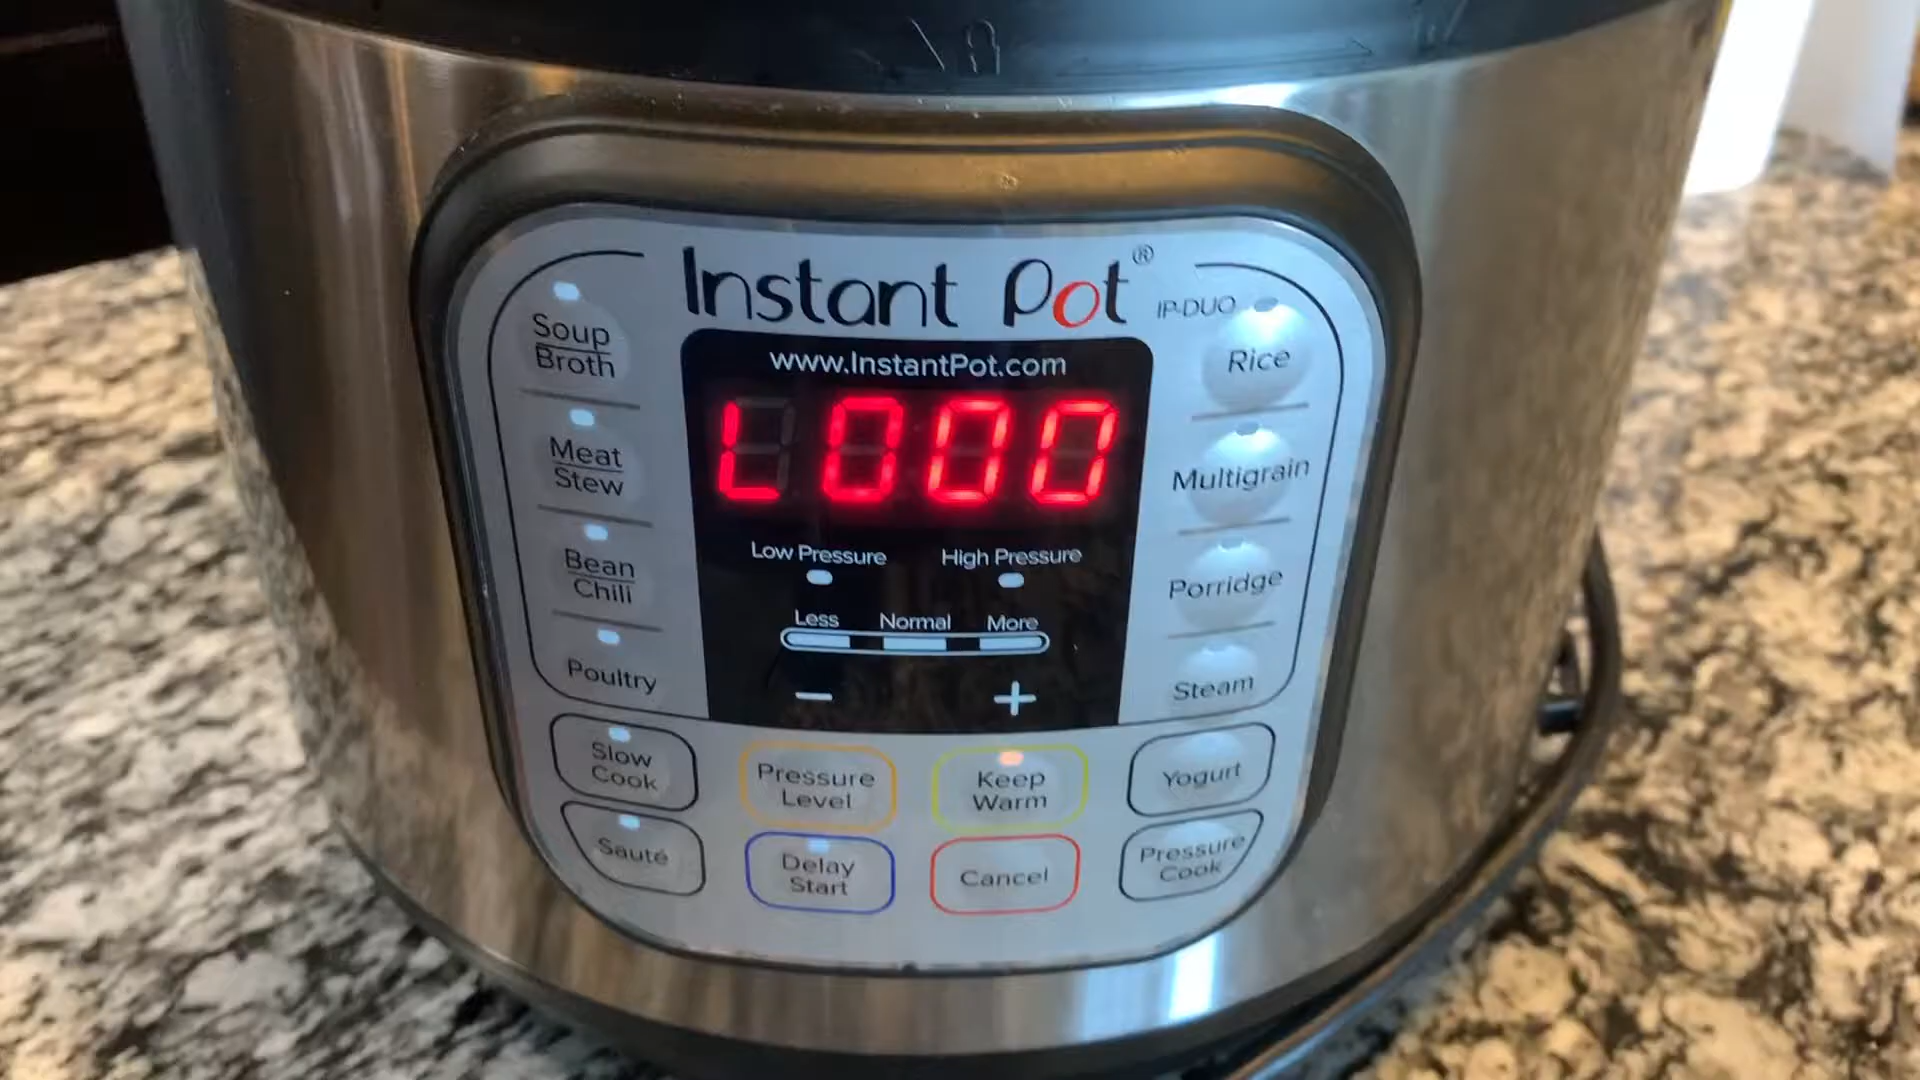 Instant Pot®
IP-DUO
www.InstantPot.com
L000
Low Pressure
High Pressure
Less
Normal
More
−
+
Soup
Broth
Meat
Stew
Bean
Chili
Poultry
Slow
Cook
Sauté
Pressure
Level
Delay
Start
Keep
Warm
Cancel
Rice
Multigrain
Porridge
Steam
Yogurt
Pressure
Cook